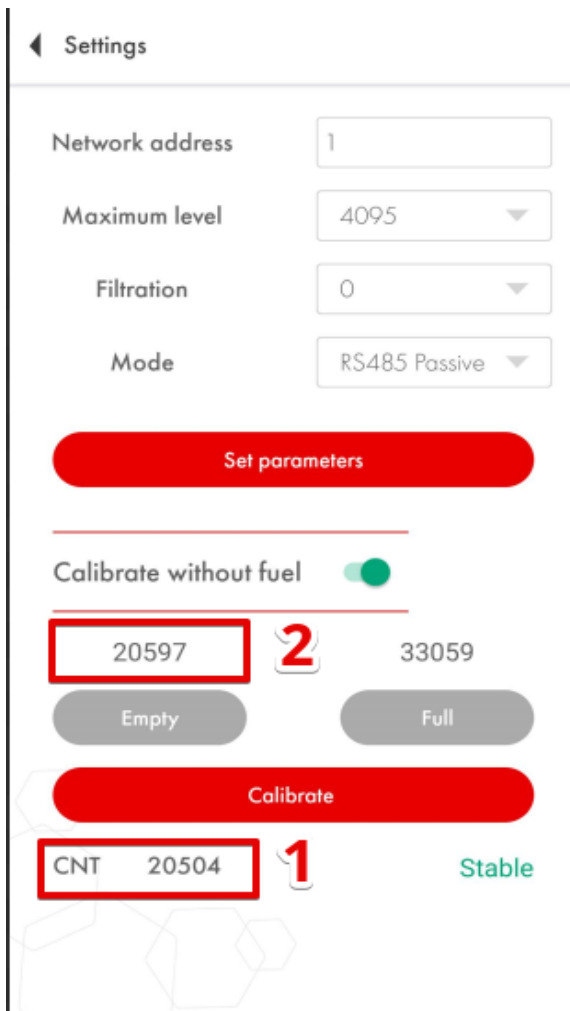 Settings
Network address 1
Maximum level 4095
Filtration 0
Mode RS485 Passive
Set parameters
Calibrate without fuel
20597 2 33059
Empty Full
Calibrate
CNT 20504 1 Stable